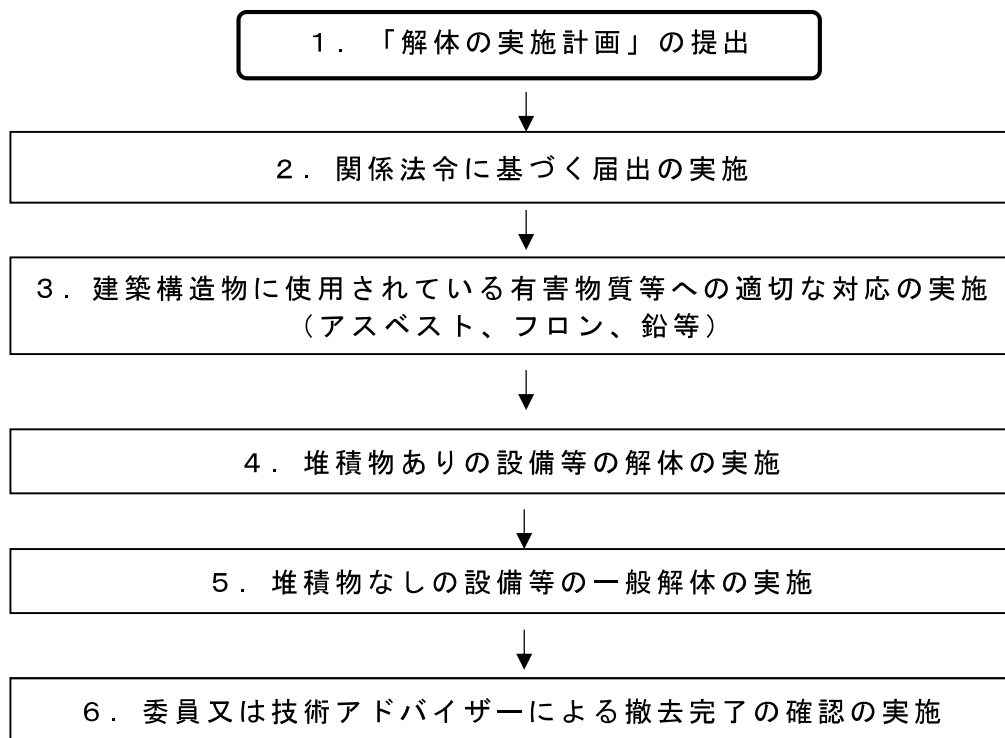 １．「解体の実施計画」の提出
２．関係法令に基づく届出の実施
３．建築構造物に使用されている有害物質等への適切な対応の実施
（アスベスト、フロン、鉛等）
４．堆積物ありの設備等の解体の実施
５．堆積物なしの設備等の一般解体の実施
６．委員又は技術アドバイザーによる撤去完了の確認の実施